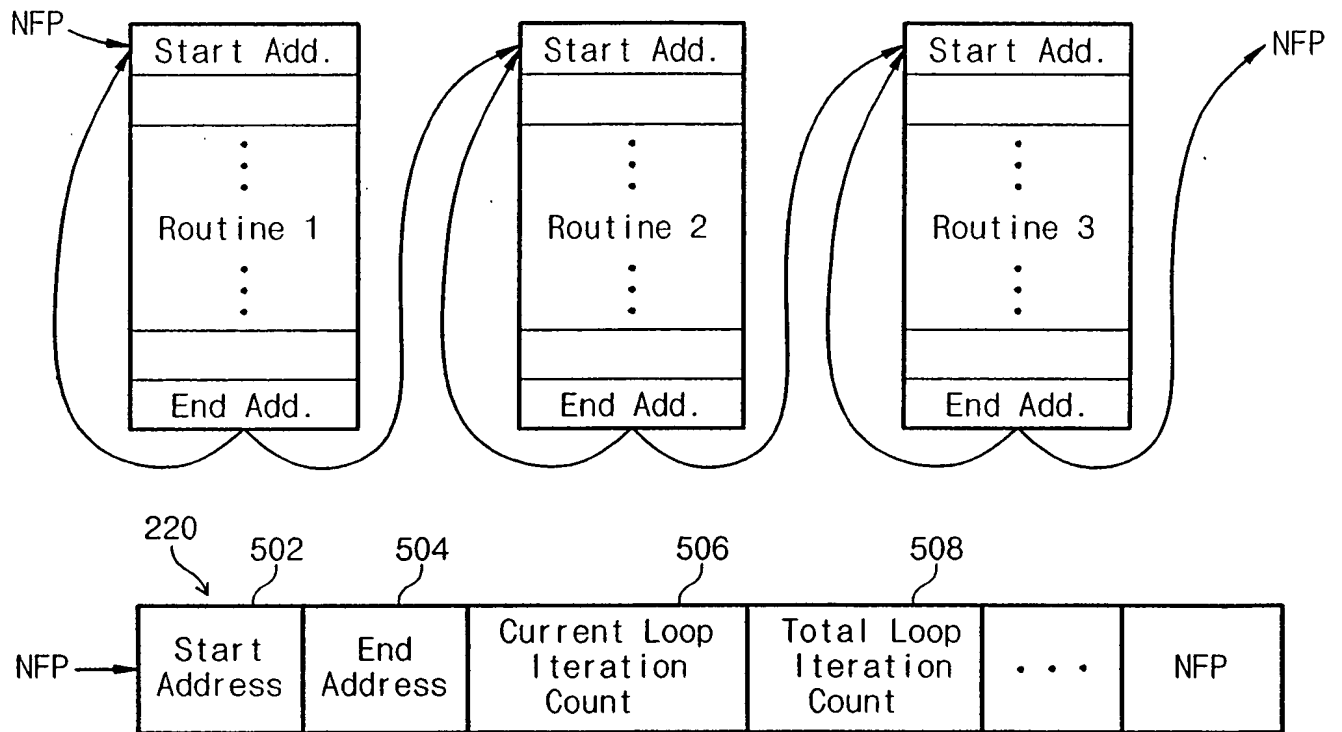 NFP
Start Add.
Routine 1
End Add.
Start Add.
Routine 2
End Add.
Start Add.
Routine 3
End Add.
NFP
220
502
504
506
508
NFP
Start
Address
End
Address
Current Loop
Iteration
Count
Total Loop
Iteration
Count
NFP